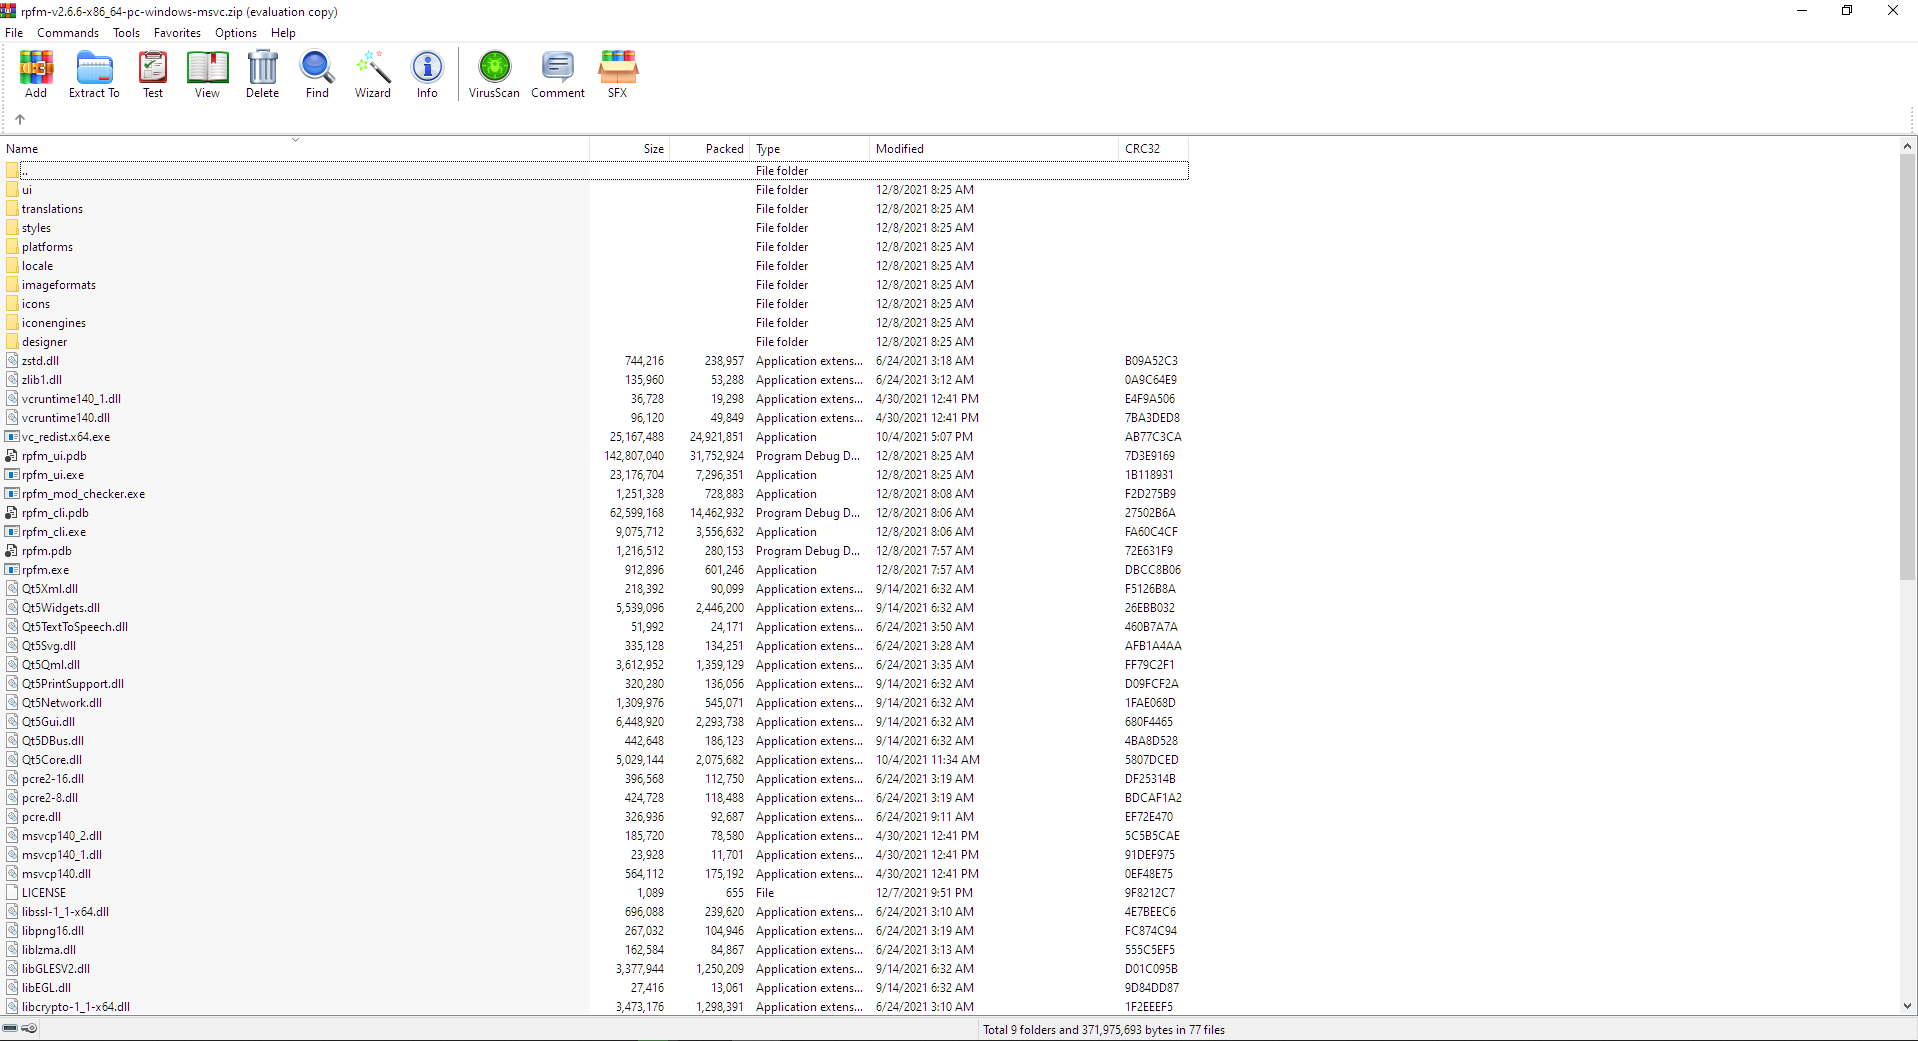 rpfm-v2.6.6-x86_64-pc-windows-msvc.zip (evaluation copy)
File Commands Tools Favorites Options Help
Add Extract To Test View Delete Find Wizard Info VirusScan Comment SFX
Name Size Packed Type Modified CRC32
.. File folder
ui File folder 12/8/2021 8:25 AM
translations File folder 12/8/2021 8:25 AM
styles File folder 12/8/2021 8:25 AM
platforms File folder 12/8/2021 8:25 AM
locale File folder 12/8/2021 8:25 AM
imageformats File folder 12/8/2021 8:25 AM
icons File folder 12/8/2021 8:25 AM
iconengines File folder 12/8/2021 8:25 AM
designer File folder 12/8/2021 8:25 AM
zstd.dll 744,216 238,957 Application extens... 6/24/2021 3:18 AM B09A52C3
zlib1.dll 135,960 53,288 Application extens... 6/24/2021 3:12 AM 0A9C64E9
vcruntime140_1.dll 36,728 19,298 Application extens... 4/30/2021 12:41 PM E4F9A506
vcruntime140.dll 96,120 49,849 Application extens... 4/30/2021 12:41 PM 7BA3DED8
vc_redist.x64.exe 25,167,488 24,921,851 Application 10/4/2021 5:07 PM AB77C3CA
rpfm_ui.pdb 142,807,040 31,752,924 Program Debug D... 12/8/2021 8:25 AM 7D3E9169
rpfm_ui.exe 23,176,704 7,296,351 Application 12/8/2021 8:25 AM 1B118931
rpfm_mod_checker.exe 1,251,328 728,883 Application 12/8/2021 8:08 AM F2D275B9
rpfm_cli.pdb 62,599,168 14,462,932 Program Debug D... 12/8/2021 8:06 AM 27502B6A
rpfm_cli.exe 9,075,712 3,556,632 Application 12/8/2021 8:06 AM FA60C4CF
rpfm.pdb 1,216,512 280,153 Program Debug D... 12/8/2021 7:57 AM 72E631F9
rpfm.exe 912,896 601,246 Application 12/8/2021 7:57 AM DBCC8B06
Qt5Xml.dll 218,392 90,099 Application extens... 9/14/2021 6:32 AM F5126B8A
Qt5Widgets.dll 5,539,096 2,446,200 Application extens... 9/14/2021 6:32 AM 26EBB032
Qt5TextToSpeech.dll 51,992 24,171 Application extens... 6/24/2021 3:50 AM 460B7A7A
Qt5Svg.dll 335,128 134,251 Application extens... 6/24/2021 3:28 AM AFB1A4AA
Qt5Qml.dll 3,612,952 1,359,129 Application extens... 6/24/2021 3:35 AM FF79C2F1
Qt5PrintSupport.dll 320,280 136,056 Application extens... 9/14/2021 6:32 AM D09FCF2A
Qt5Network.dll 1,309,976 545,071 Application extens... 9/14/2021 6:32 AM 1FAE068D
Qt5Gui.dll 6,448,920 2,293,738 Application extens... 9/14/2021 6:32 AM 680F4465
Qt5DBus.dll 442,648 186,123 Application extens... 9/14/2021 6:32 AM 4BA8D528
Qt5Core.dll 5,029,144 2,075,682 Application extens... 10/4/2021 11:34 AM 5807DCED
pcre2-16.dll 396,568 112,750 Application extens... 6/24/2021 3:19 AM DF25314B
pcre2-8.dll 424,728 118,488 Application extens... 6/24/2021 3:19 AM BDCAF1A2
pcre.dll 326,936 92,687 Application extens... 6/24/2021 9:11 AM EF72E470
msvcp140_2.dll 185,720 78,580 Application extens... 4/30/2021 12:41 PM 5C5B5CAE
msvcp140_1.dll 23,928 11,701 Application extens... 4/30/2021 12:41 PM 91DEF975
msvcp140.dll 564,112 175,192 Application extens... 4/30/2021 12:41 PM 0EF48E75
LICENSE 1,089 655 File 12/7/2021 9:51 PM 9F8212C7
libssl-1_1-x64.dll 696,088 239,620 Application extens... 6/24/2021 3:10 AM 4E7BEEC6
libpng16.dll 267,032 104,946 Application extens... 6/24/2021 3:19 AM FC874C94
liblzma.dll 162,584 84,867 Application extens... 6/24/2021 3:13 AM 555C5EF5
libGLESV2.dll 3,377,944 1,250,209 Application extens... 9/14/2021 6:32 AM D01C095B
libEGL.dll 27,416 13,061 Application extens... 9/14/2021 6:32 AM 9D84DD87
libcrypto-1_1-x64.dll 3,473,176 1,298,391 Application extens... 6/24/2021 3:10 AM 1F2EEEF5
Total 9 folders and 371,975,693 bytes in 77 files